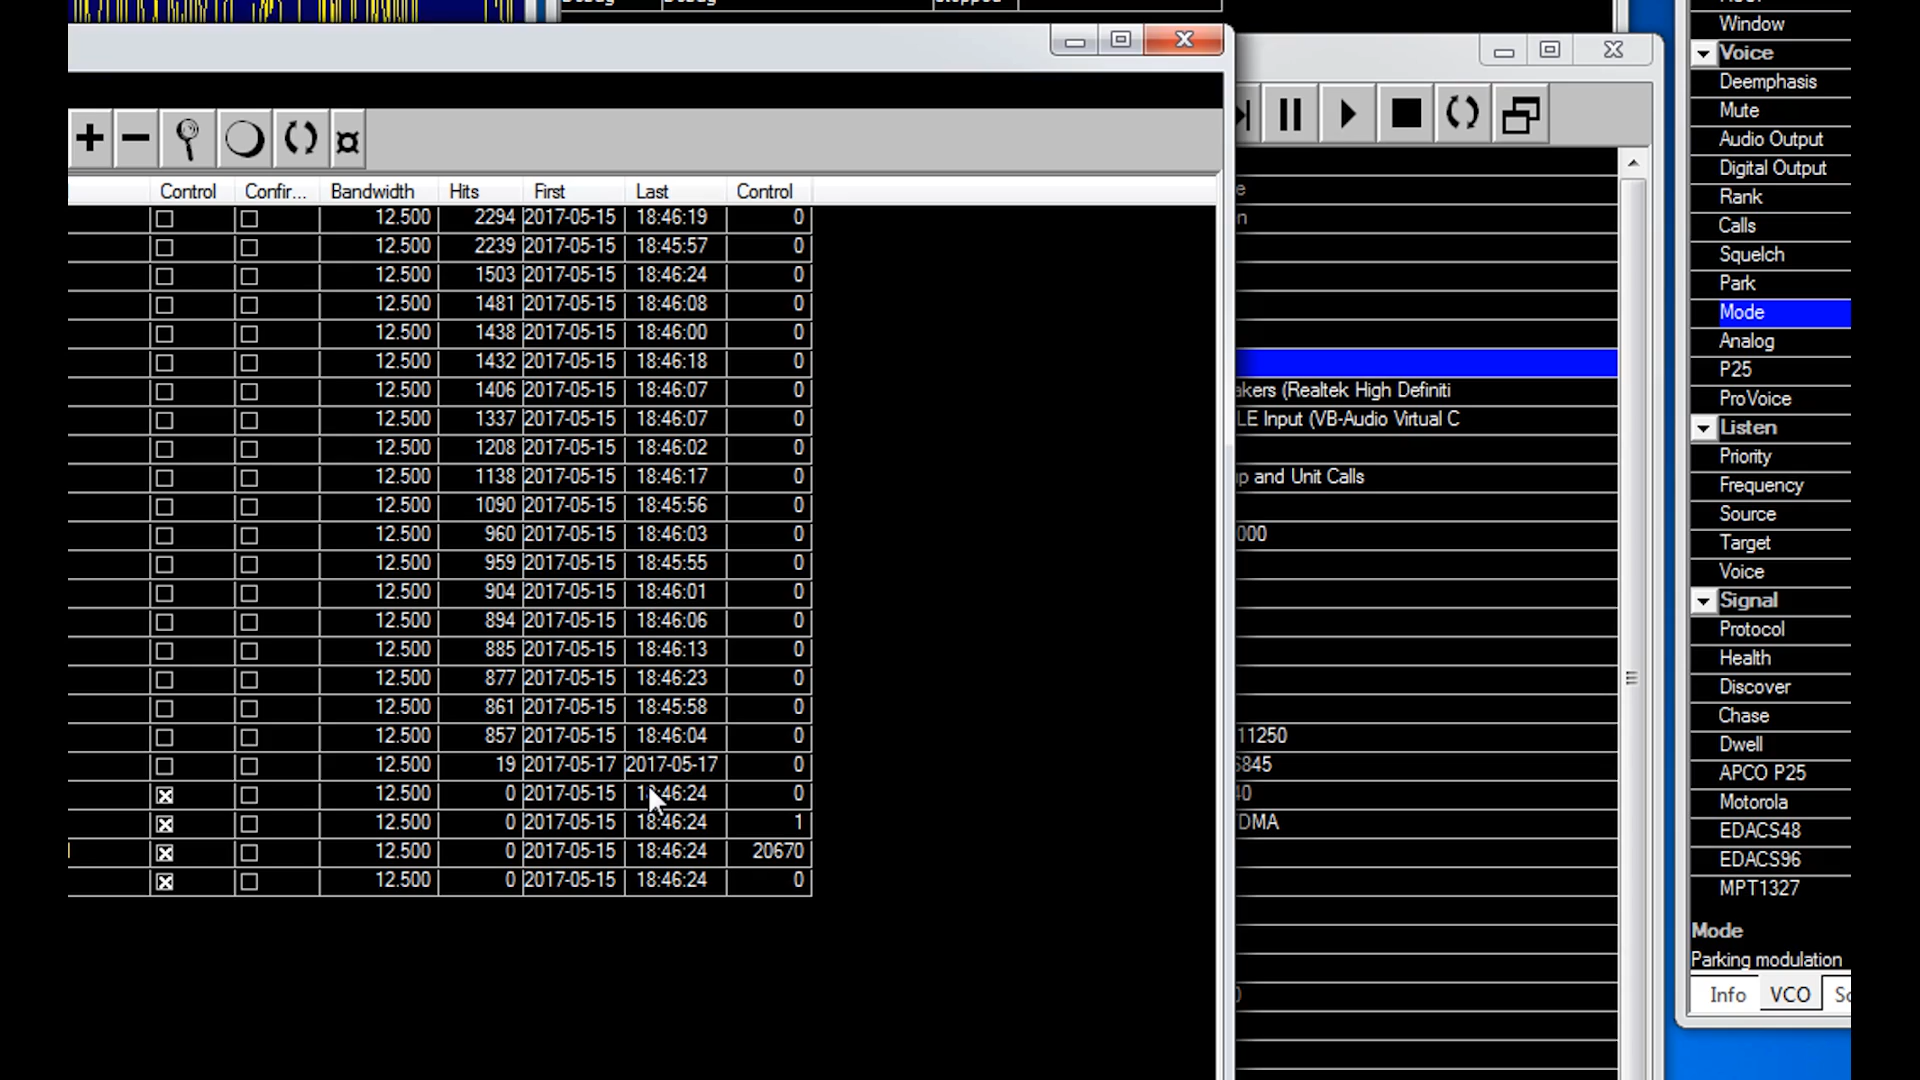 Control Confir... Bandwidth Hits First Last Control
12.500 2294 2017-05-15 18:46:19 0
12.500 2239 2017-05-15 18:45:57 0
12.500 1503 2017-05-15 18:46:24 0
12.500 1481 2017-05-15 18:46:08 0
12.500 1438 2017-05-15 18:46:00 0
12.500 1432 2017-05-15 18:46:18 0
12.500 1406 2017-05-15 18:46:07 0
12.500 1337 2017-05-15 18:46:07 0
12.500 1208 2017-05-15 18:46:02 0
12.500 1138 2017-05-15 18:46:17 0
12.500 1090 2017-05-15 18:45:56 0
12.500 960 2017-05-15 18:46:03 0
12.500 959 2017-05-15 18:45:55 0
12.500 904 2017-05-15 18:46:01 0
12.500 894 2017-05-15 18:46:06 0
12.500 885 2017-05-15 18:46:13 0
12.500 877 2017-05-15 18:46:23 0
12.500 861 2017-05-15 18:45:58 0
12.500 857 2017-05-15 18:46:04 0
12.500 19 2017-05-17 2017-05-17 0
12.500 0 2017-05-15 18:46:24 0
12.500 0 2017-05-15 18:46:24 1
12.500 0 2017-05-15 18:46:24 20670
12.500 0 2017-05-15 18:46:24 0
akers (Realtek High Definiti
LE Input (VB-Audio Virtual C
up and Unit Calls
000
11250
6845
40
TDMA
Window
Voice
Deemphasis
Mute
Audio Output
Digital Output
Rank
Calls
Squelch
Park
Mode
Analog
P25
ProVoice
Listen
Priority
Frequency
Source
Target
Voice
Signal
Protocol
Health
Discover
Chase
Dwell
APCO P25
Motorola
EDACS48
EDACS96
MPT1327
Mode
Parking modulation
Info VCO